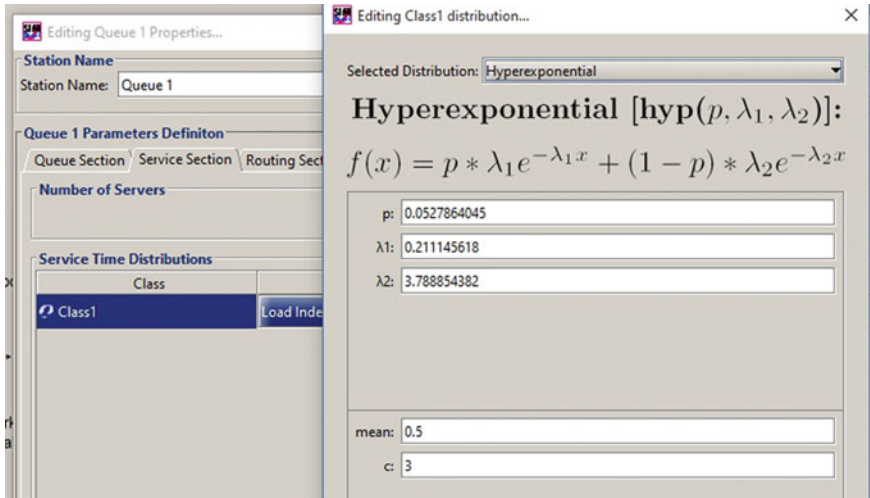 Editing Queue 1 Properties...
Station Name
Station Name: Queue 1
Queue 1 Parameters Definiton
Queue Section Service Section Routing Sect
Number of Servers
Service Time Distributions
Class
Class1
Load Inde
Editing Class1 distribution...
Selected Distribution: Hyperexponential
Hyperexponential [hyp(p, λ₁, λ₂)]:
f(x) = p * λ₁e^{-λ₁x} + (1 − p) * λ₂e^{-λ₂x}
p: 0.0527864045
λ1: 0.211145618
λ2: 3.788854382
mean: 0.5
c: 3